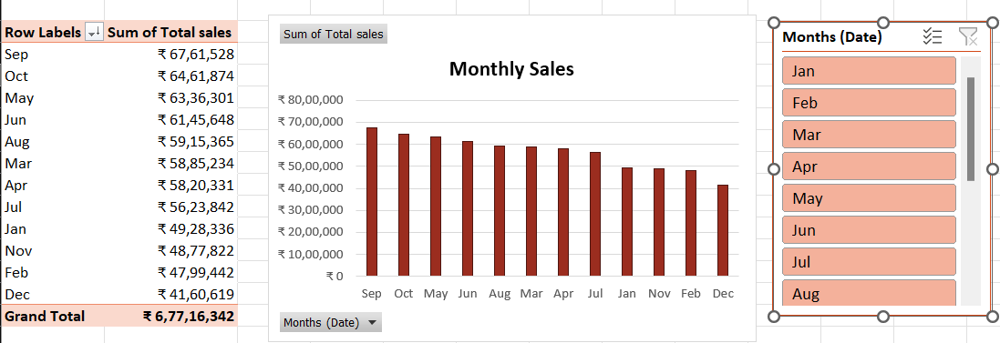 Row Labels Sum of Total sales
Sep ₹ 67,61,528
Oct ₹ 64,61,874
May ₹ 63,36,301
Jun ₹ 61,45,648
Aug ₹ 59,15,365
Mar ₹ 58,85,234
Apr ₹ 58,20,331
Jul ₹ 56,23,842
Jan ₹ 49,28,336
Nov ₹ 48,77,822
Feb ₹ 47,99,442
Dec ₹ 41,60,619
Grand Total ₹ 6,77,16,342
Sum of Total sales
Monthly Sales
₹ 80,00,000
₹ 70,00,000
₹ 60,00,000
₹ 50,00,000
₹ 40,00,000
₹ 30,00,000
₹ 20,00,000
₹ 10,00,000
₹ 0
Sep Oct May Jun Aug Mar Apr Jul Jan Nov Feb Dec
Months (Date)
Months (Date)
Jan
Feb
Mar
Apr
May
Jun
Jul
Aug